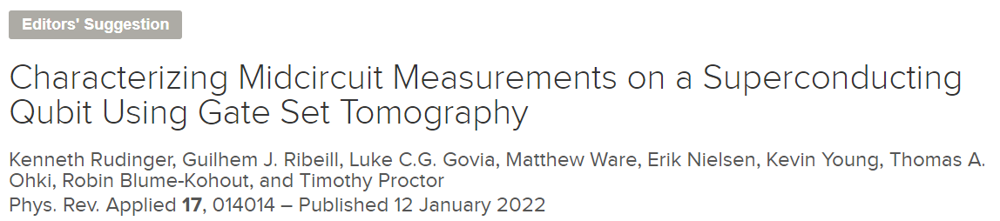 Editors' Suggestion
Characterizing Midcircuit Measurements on a Superconducting
Qubit Using Gate Set Tomography
Kenneth Rudinger, Guilhem J. Ribeill, Luke C.G. Govia, Matthew Ware, Erik Nielsen, Kevin Young, Thomas A.
Ohki, Robin Blume-Kohout, and Timothy Proctor
Phys. Rev. Applied 17, 014014 – Published 12 January 2022